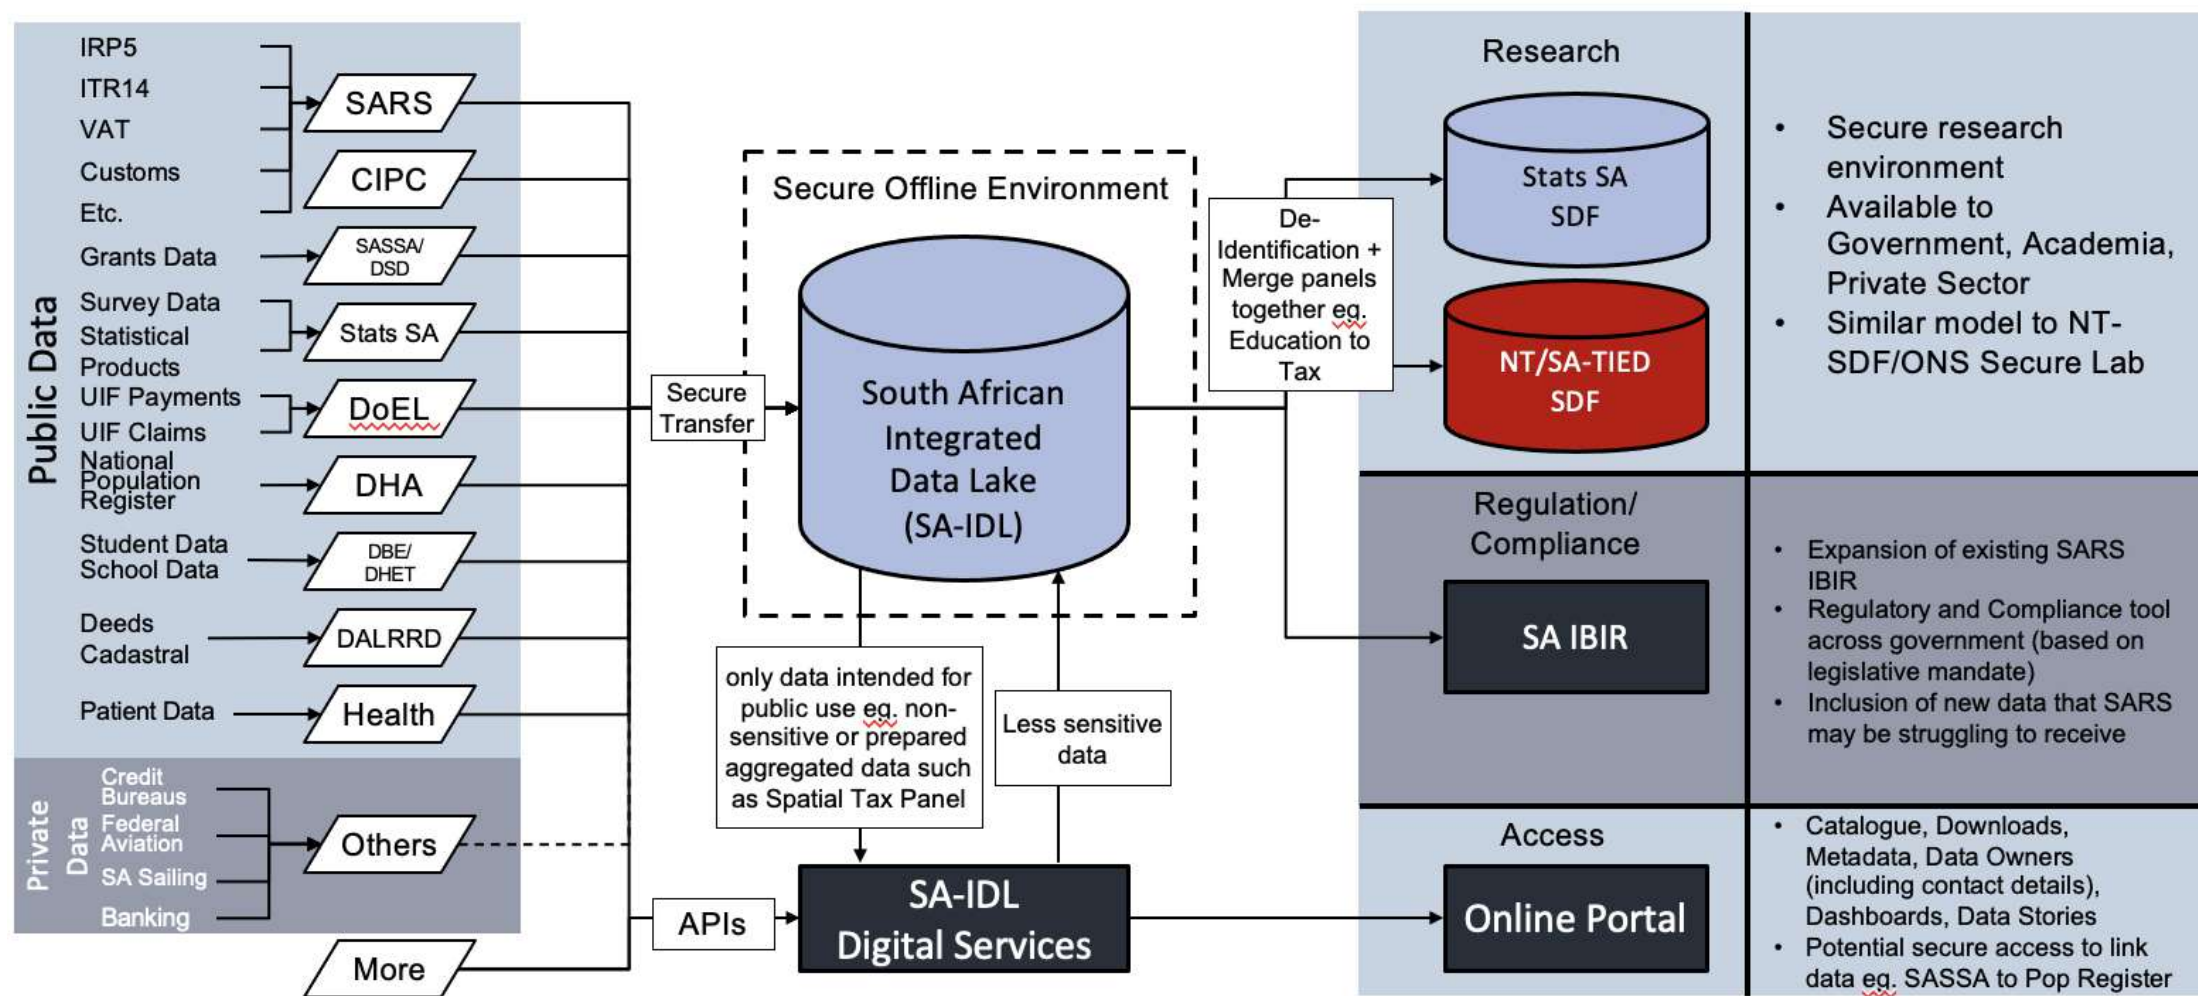 Public Data
IRP5
ITR14
VAT
Customs
Etc.
SARS
CIPC
Grants Data
SASSA/
DSD
Survey Data
Statistical
Products
Stats SA
UIF Payments
UIF Claims
DoEL
National
Population
Register
DHA
Student Data
School Data
DBE/
DHET
Deeds
Cadastral
DALRRD
Patient Data
Health
Private
Data
Credit
Bureaus
Federal
Aviation
SA Sailing
Banking
Others
More
Secure
Transfer
APIs
Secure Offline Environment
South African
Integrated
Data Lake
(SA-IDL)
only data intended for
public use eg. non-
sensitive or prepared
aggregated data such
as Spatial Tax Panel
Less sensitive
data
SA-IDL
Digital Services
De-
Identification +
Merge panels
together eg.
Education to
Tax
Research
Stats SA
SDF
NT/SA-TIED
SDF
• Secure research
environment
• Available to
Government, Academia,
Private Sector
• Similar model to NT-
SDF/ONS Secure Lab
Regulation/
Compliance
SA IBIR
• Expansion of existing SARS
IBIR
• Regulatory and Compliance tool
across government (based on
legislative mandate)
• Inclusion of new data that SARS
may be struggling to receive
Access
Online Portal
• Catalogue, Downloads,
Metadata, Data Owners
(including contact details),
Dashboards, Data Stories
• Potential secure access to link
data eg. SASSA to Pop Register